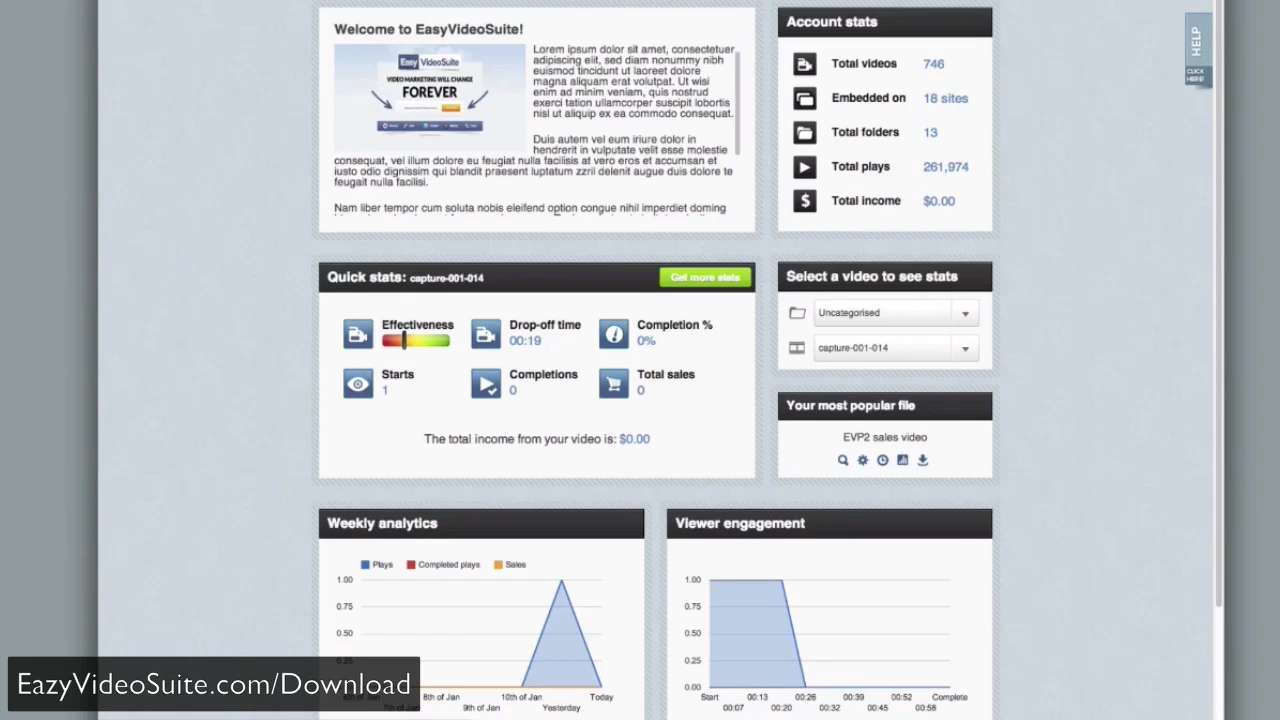 Welcome to EasyVideoSuite!
Easy VideoSuite
VIDEO MARKETING WILL CHANGE
FOREVER
Lorem ipsum dolor sit amet, consectetuer
adipiscing elit, sed diam nonummy nibh
euismod tincidunt ut laoreet dolore
magna aliquam erat volutpat. Ut wisi
enim ad minim veniam, quis nostrud
exerci tation ullamcorper suscipit lobortis
nisl ut aliquip ex ea commodo consequat.
Duis autem vel eum iriure dolor in
hendrerit in vulputate velit esse molestie
consequat, vel illum dolore eu feugiat nulla facilisis at vero eros et accumsan et
iusto odio dignissim qui blandit praesent luptatum zzril delenit augue duis dolore te
feugait nulla facilisi.
Nam liber tempor cum soluta nobis eleifend option congue nihil imperdiet doming
Account stats
Total videos 746
Embedded on 18 sites
Total folders 13
Total plays 261,974
Total income $0.00
HELP
CLICK
HERE!
Quick stats: capture-001-014
Get more stats
Effectiveness
Drop-off time
00:19
Completion %
0%
Starts
1
Completions
0
Total sales
0
The total income from your video is: $0.00
Select a video to see stats
Uncategorised
capture-001-014
Your most popular file
EVP2 sales video
Weekly analytics
Plays Completed plays Sales
1.00
0.75
0.50
0.25
8th of Jan 10th of Jan Today
7th of Jan 9th of Jan Yesterday
Viewer engagement
1.00
0.75
0.50
0.25
0.00
Start 00:13 00:26 00:39 00:52 Complete
00:07 00:20 00:32 00:45 00:58
EazyVideoSuite.com/Download